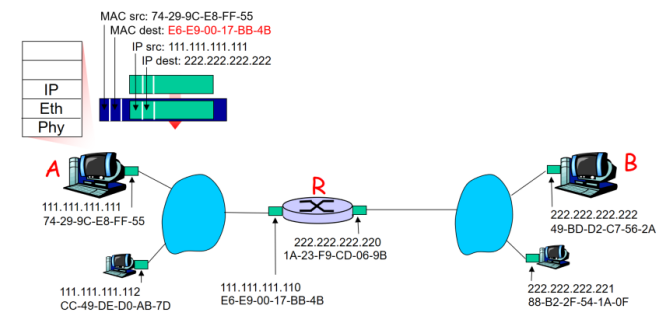 MAC src: 74-29-9C-E8-FF-55
MAC dest: E6-E9-00-17-BB-4B
IP src: 111.111.111.111
IP dest: 222.222.222.222
IP
Eth
Phy
A
B
R
111.111.111.111
74-29-9C-E8-FF-55
222.222.222.222
49-BD-D2-C7-56-2A
222.222.222.220
1A-23-F9-CD-06-9B
111.111.111.112
CC-49-DE-D0-AB-7D
111.111.111.110
E6-E9-00-17-BB-4B
222.222.222.221
88-B2-2F-54-1A-0F